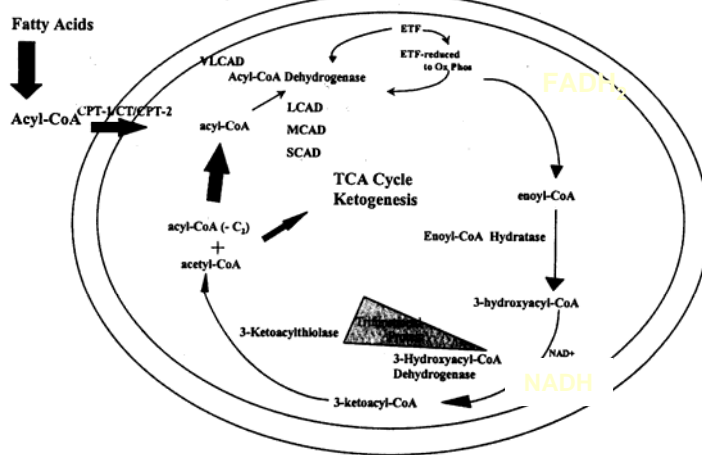 Fatty Acids
Acyl-CoA
CPT-1/CT/CPT-2
VLCAD
Acyl-CoA Dehydrogenase
LCAD
MCAD
SCAD
ETF
ETF-reduced
to Ox Phos
FADH2
acyl-CoA
TCA Cycle
Ketogenesis
enoyl-CoA
Enoyl-CoA Hydratase
acyl-CoA (- C2)
+
acetyl-CoA
3-hydroxyacyl-CoA
3-Ketoacylthiolase
3-Hydroxyacyl-CoA
Dehydrogenase
NAD+
NADH
3-ketoacyl-CoA